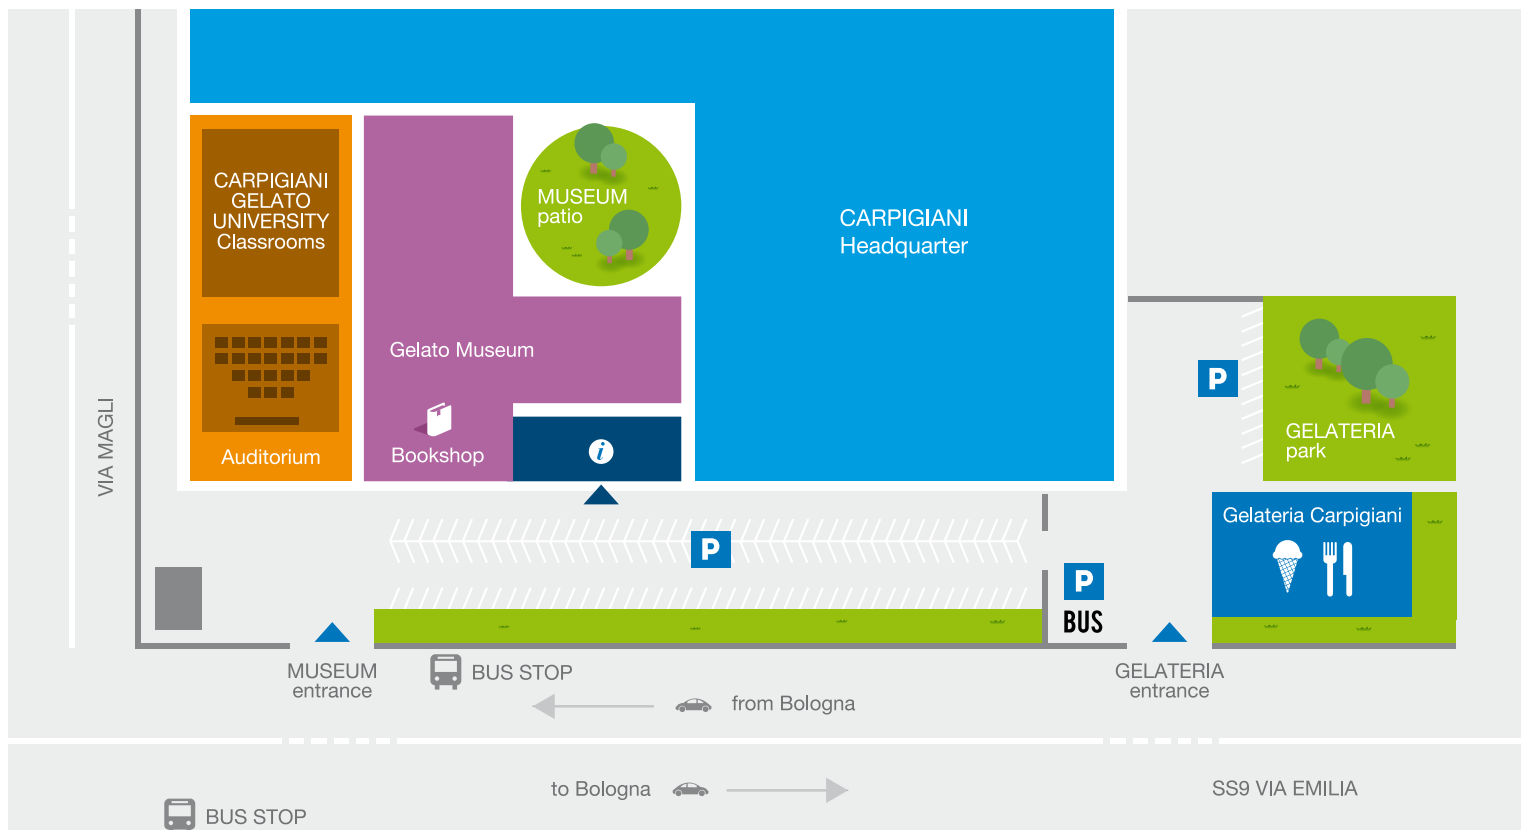 CARPIGIANI
GELATO
UNIVERSITY
Classrooms
MUSEUM
patio
CARPIGIANI
Headquarter
Gelato Museum
Bookshop
i
Auditorium
VIA MAGLI
P
GELATERIA
park
Gelateria Carpigiani
P
P
BUS
MUSEUM
entrance
BUS STOP
GELATERIA
entrance
from Bologna
to Bologna
SS9 VIA EMILIA
BUS STOP